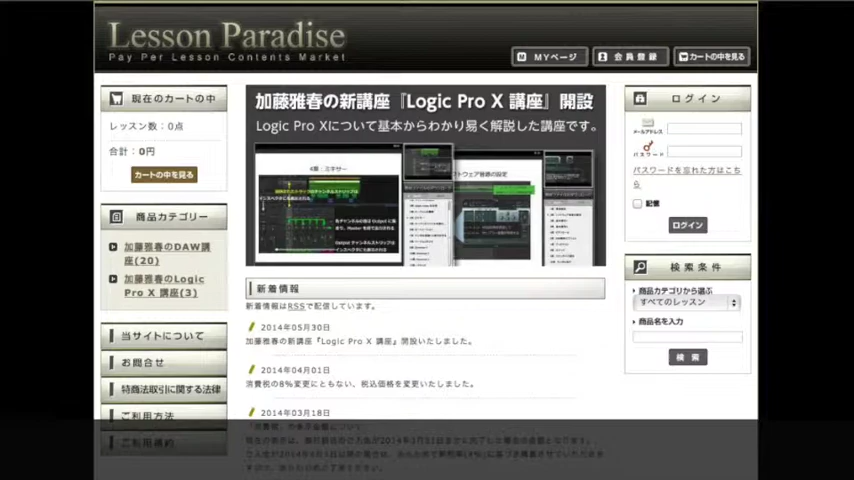 Lesson Paradise
Pay Per Lesson Contents Market
MYページ
会員登録
カートの中を見る
現在のカートの中
レッスン数：0点
合計：0円
カートの中を見る
商品カテゴリー
加藤雅春のDAW講
座(20)
加藤雅春のLogic
Pro X 講座(3)
当サイトについて
お問合せ
特商法取引に関する法律
ご利用方法
ご利用規約
加藤雅春の新講座『Logic Pro X 講座』開設
Logic Pro Xについて基本からわかり易く解説した講座です。
4章：ミキサー
新着情報
新着情報はRSSで配信しています。
2014年05月30日
加藤雅春の新講座『Logic Pro X 講座』開設いたしました。
2014年04月01日
消費税の8%変更にともない、税込価格を変更いたしました。
2014年03月18日
ログイン
メールアドレス
パスワード
パスワードを忘れた方はこち
ら
記憶
ログイン
検索条件
商品カテゴリから選ぶ
すべてのレッスン
商品名を入力
検索